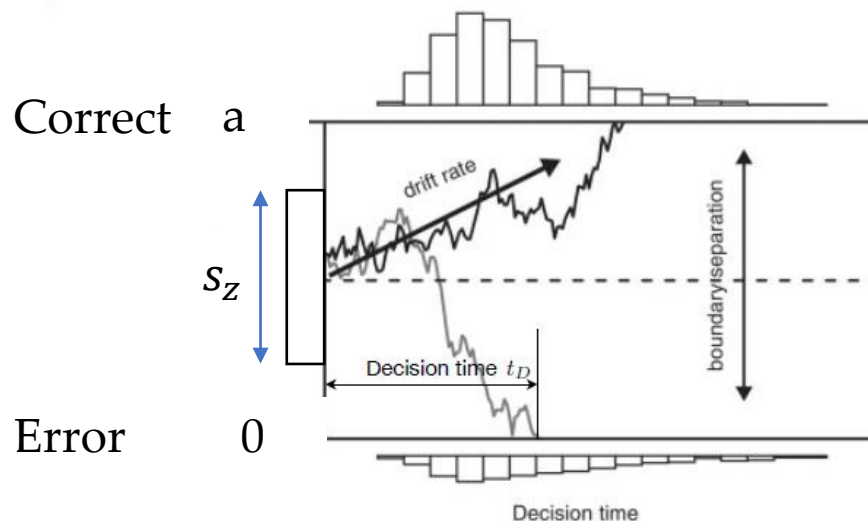 Correct a
drift rate
s_z
boundary separation
Decision time t_D
Error 0
Decision time